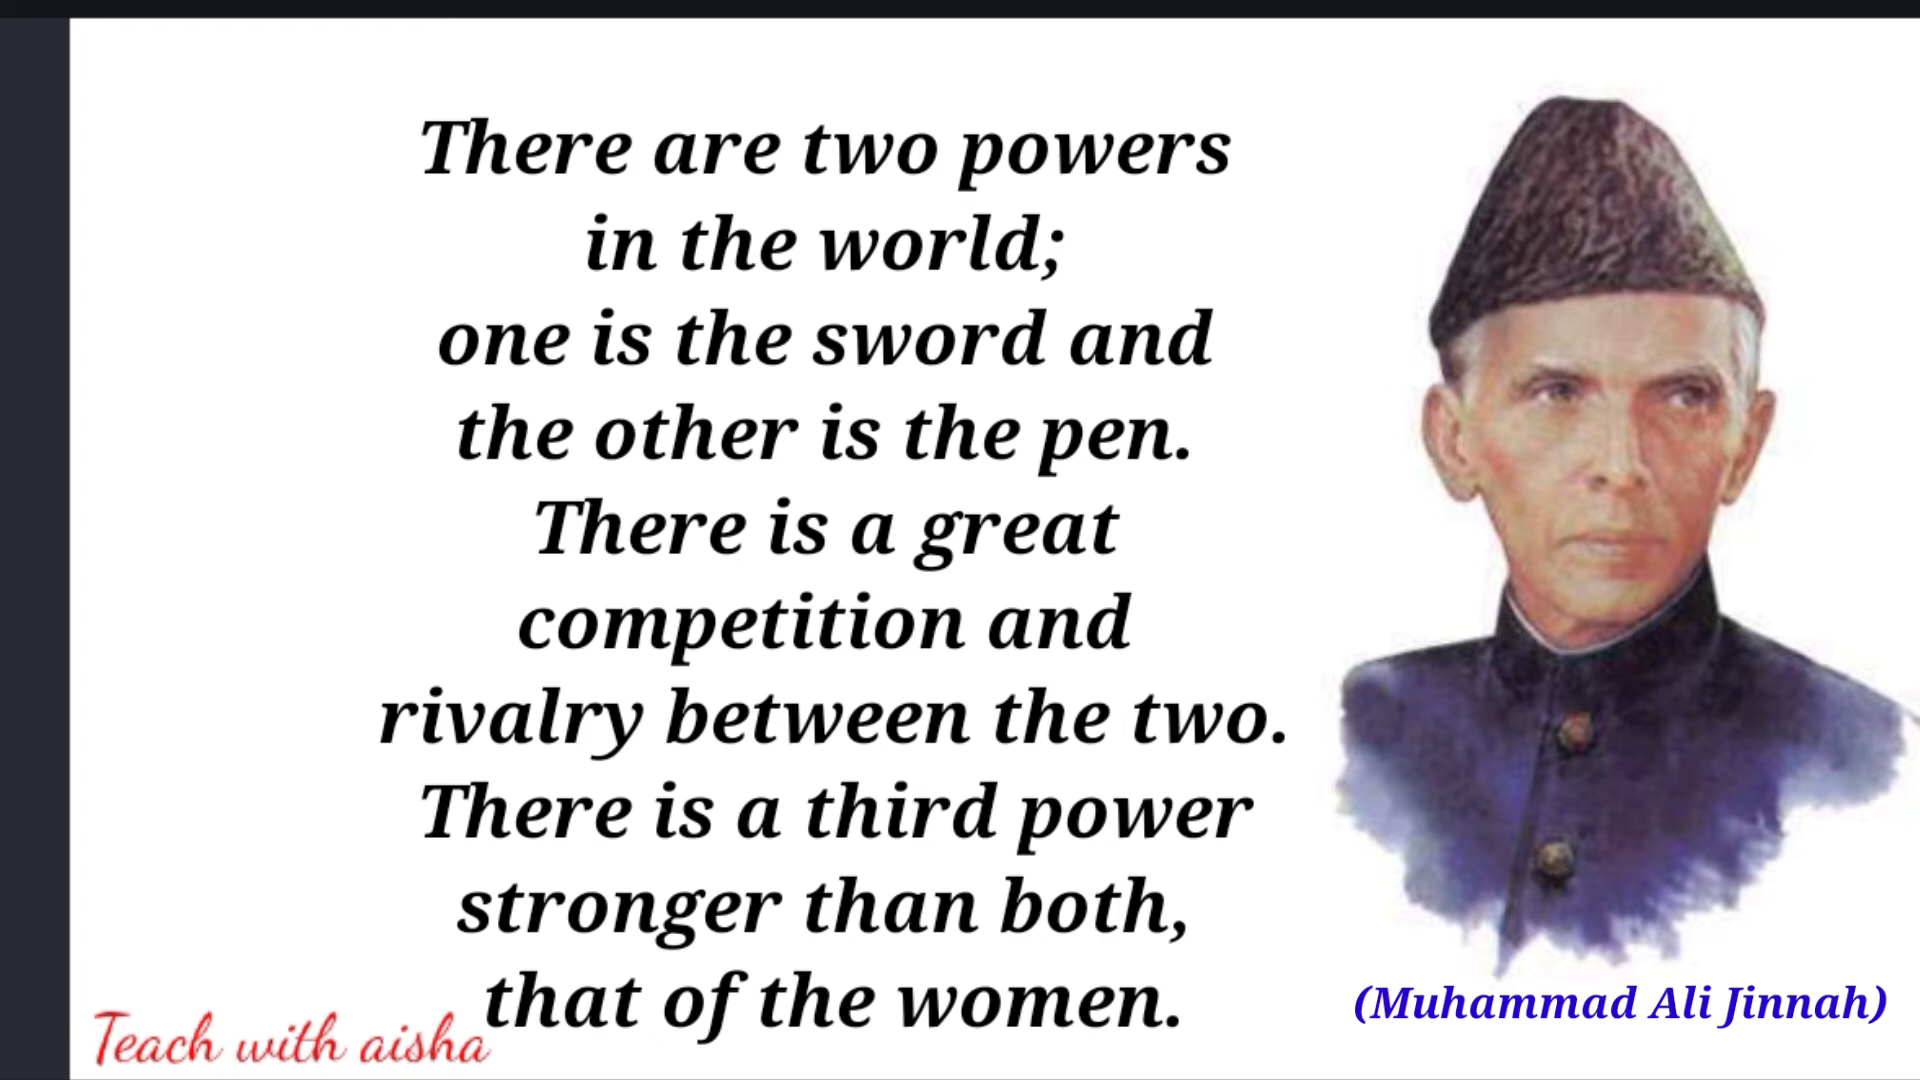 There are two powers
in the world;
one is the sword and
the other is the pen.
There is a great
competition and
rivalry between the two.
There is a third power
stronger than both,
that of the women.
(Muhammad Ali Jinnah)
Teach with aisha